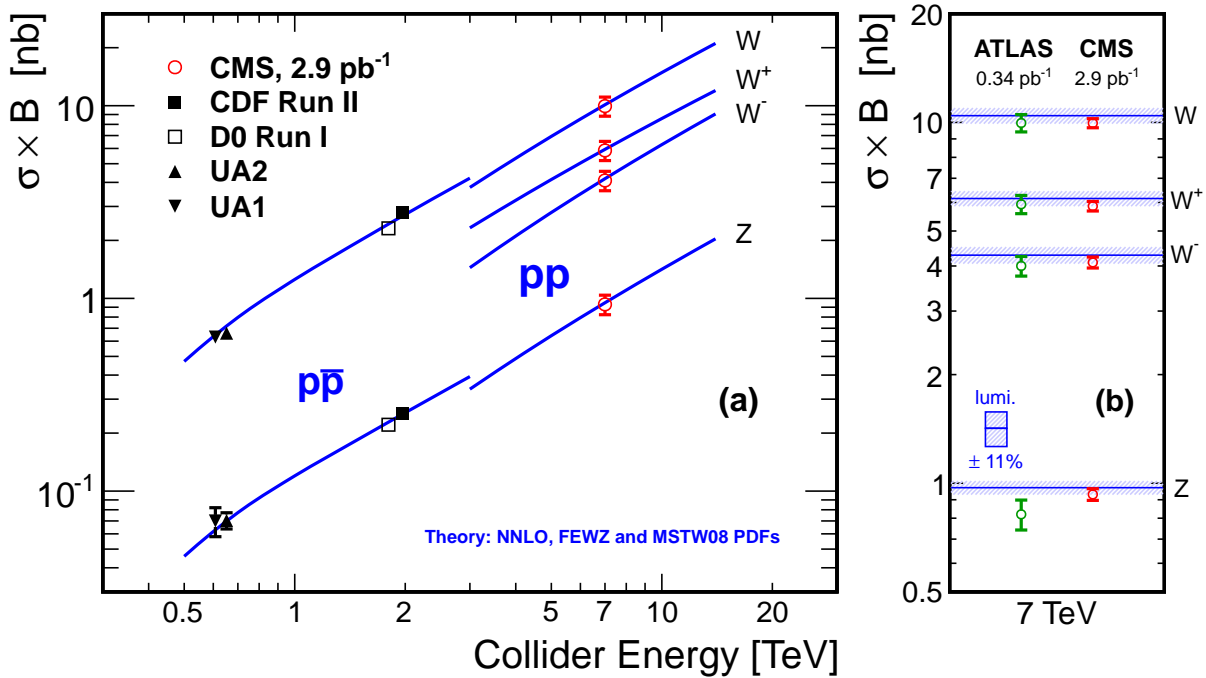 σ × B [nb]
10
1
10⁻¹
CMS, 2.9 pb⁻¹
CDF Run II
D0 Run I
UA2
UA1
W
W⁺
W⁻
Z
pp
pp̅
(a)
Theory: NNLO, FEWZ and MSTW08 PDFs
0.5 1 2 5 7 10 20
Collider Energy [TeV]
σ × B [nb]
20
10
7
5
4
3
2
1
0.5
ATLAS CMS
0.34 pb⁻¹ 2.9 pb⁻¹
W
W⁺
W⁻
lumi.
± 11%
(b)
Z
7 TeV